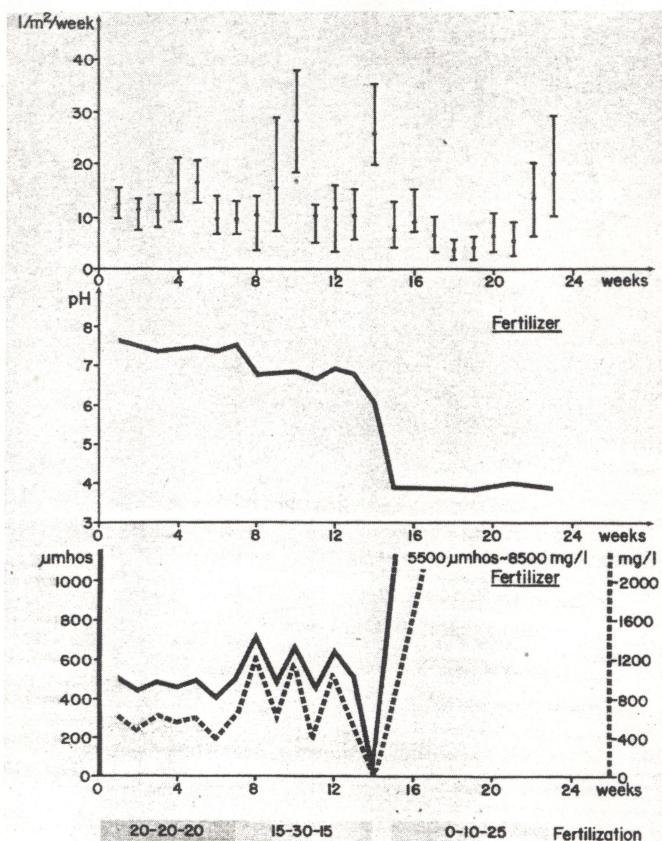 l/m²/week
40
30
20
10
0
0 4 8 12 16 20 24 weeks
pH
Fertilizer
8
7
6
5
4
3
0 4 8 12 16 20 24 weeks
µmhos 5500 µmhos~8500 mg/l mg/l
Fertilizer
1000 2000
800 1600
600 1200
400 800
200 400
0 0
0 4 8 12 16 20 24 weeks
20-20-20 15-30-15 0-10-25 Fertilization